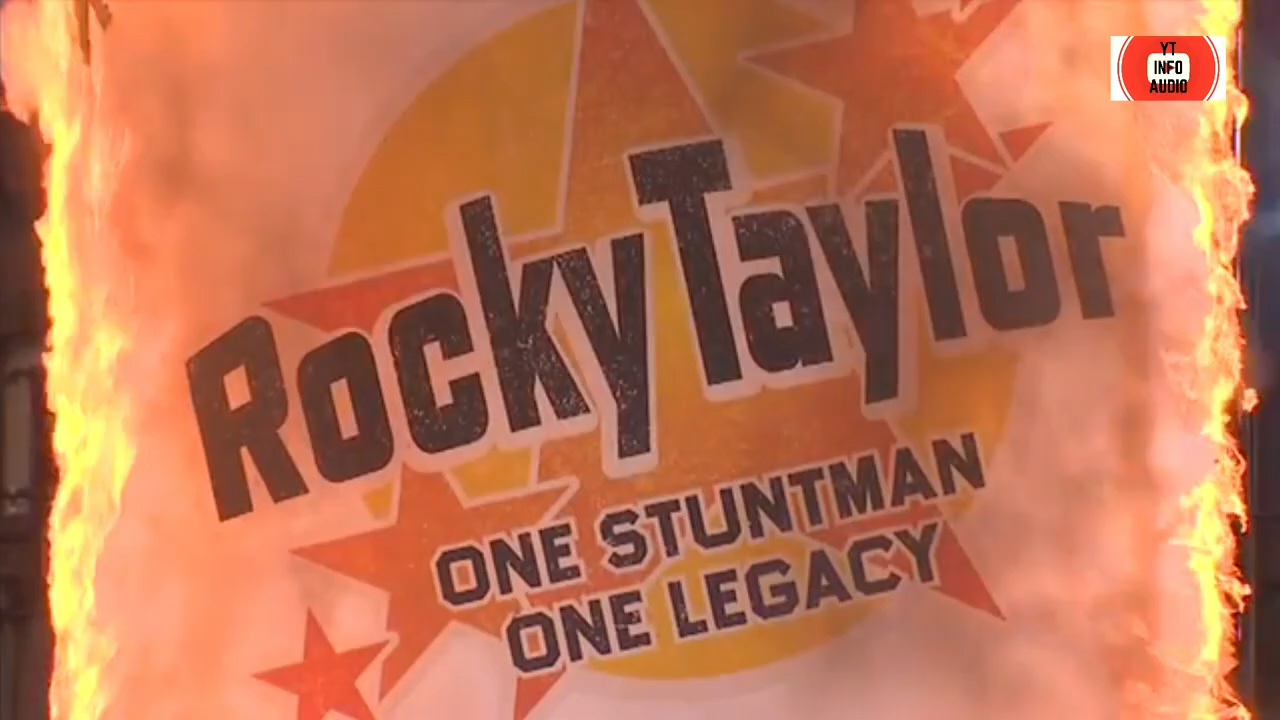 YT
INFO
AUDIO
Rocky Taylor
ONE STUNTMAN
ONE LEGACY